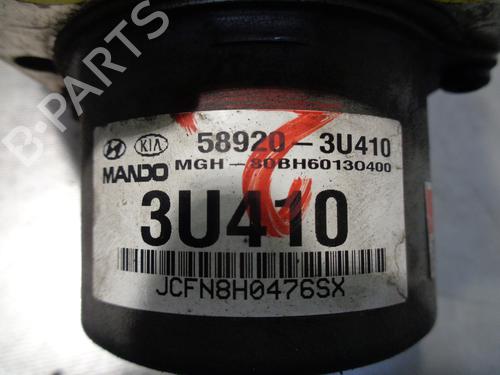 KIA 58920-3U410
MANDO MGH-80BH60130400
3U410
JCFN8H0476SX
B-PARTS